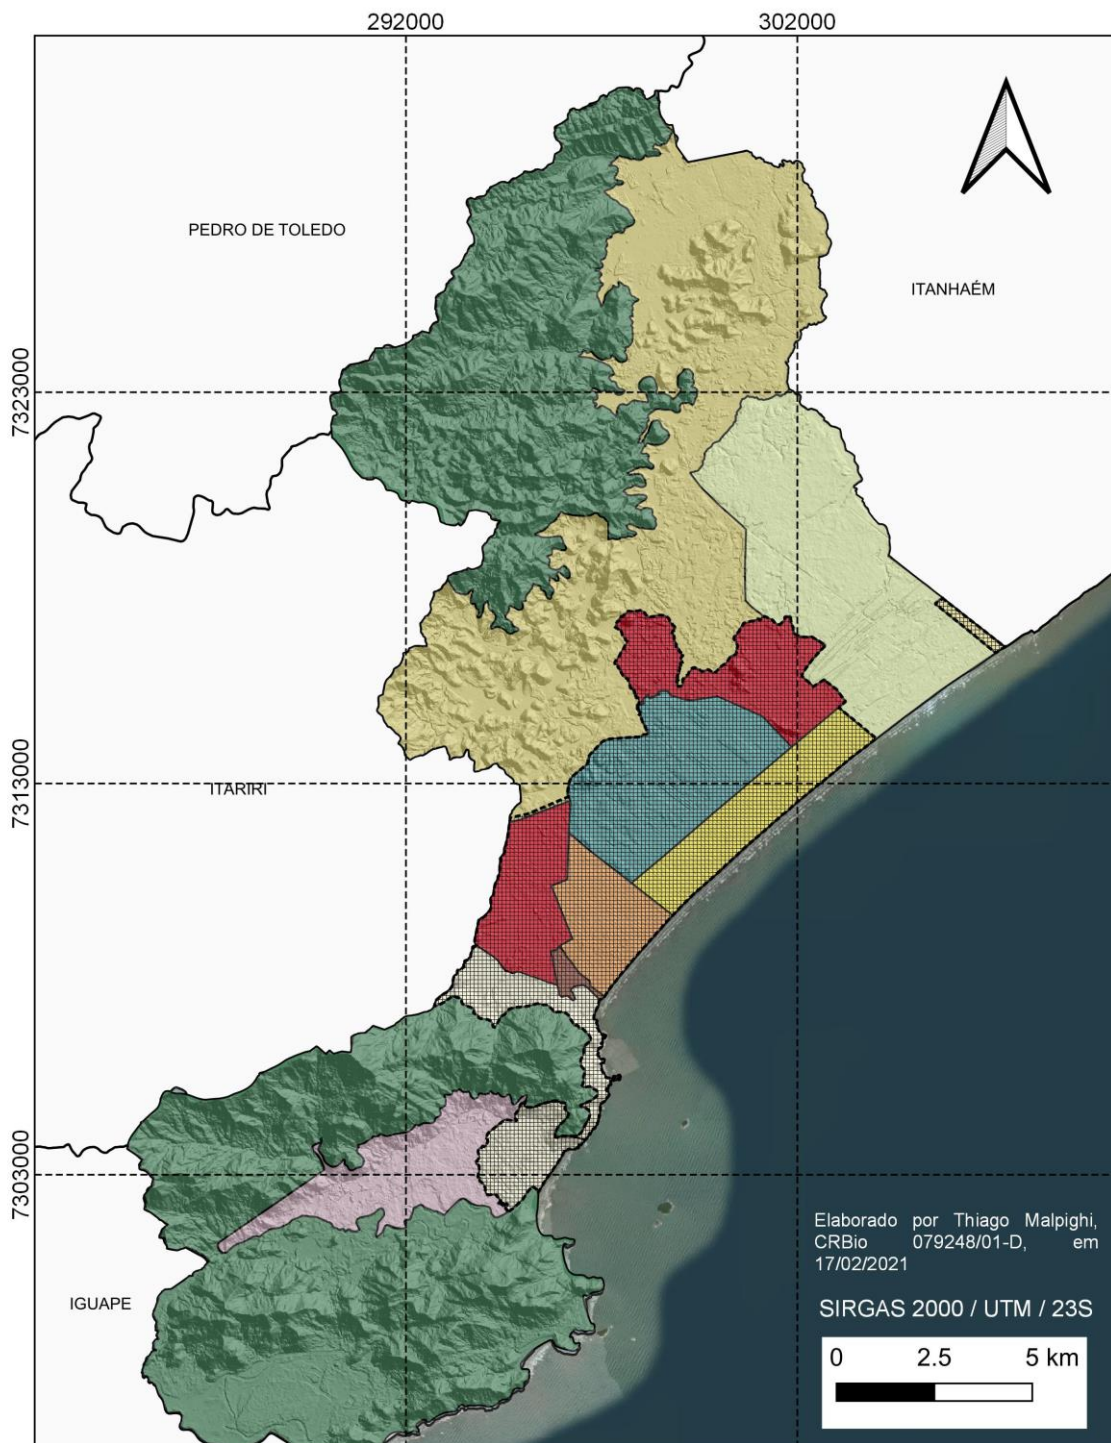 292000 302000
PEDRO DE TOLEDO
ITANHAÉM
7323000
7313000
ITARIRI
7303000
Elaborado por Thiago Malpighi,
CRBio 079248/01-D, em
17/02/2021
IGUAPE
SIRGAS 2000 / UTM / 23S
0 2.5 5 km